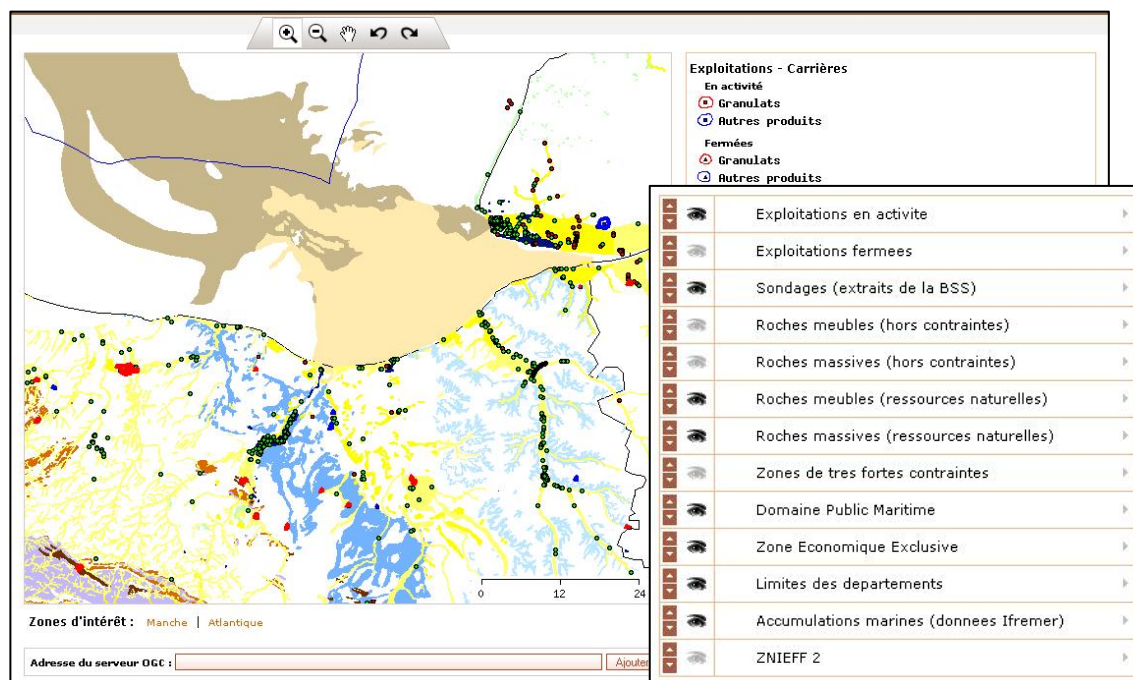 Exploitations - Carrières
En activité
Granulats
Autres produits
Fermées
Granulats
Autres produits
Exploitations en activite
Exploitations fermees
Sondages (extraits de la BSS)
Roches meubles (hors contraintes)
Roches massives (hors contraintes)
Roches meubles (ressources naturelles)
Roches massives (ressources naturelles)
Zones de tres fortes contraintes
Domaine Public Maritime
Zone Economique Exclusive
Limites des departements
Accumulations marines (donnees Ifremer)
ZNIEFF 2
0 12 24
Zones d'intérêt : Manche | Atlantique
Adresse du serveur OGC : Ajouter